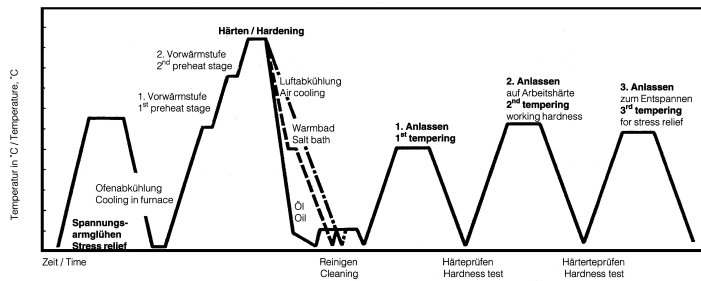 Temperatur in °C / Temperature, °C
Härten / Hardening
2. Vorwärmstufe
2nd preheat stage
1. Vorwärmstufe
1st preheat stage
Luftabkühlung
Air cooling
Warmbad
Salt bath
Öl
Oil
Ofenabkühlung
Cooling in furnace
Spannungs-
armglühen
Stress relief
1. Anlassen
1st tempering
2. Anlassen
auf Arbeitshärte
2nd tempering
working hardness
3. Anlassen
zum Entspannen
3rd tempering
for stress relief
Zeit / Time
Reinigen
Cleaning
Härteprüfen
Hardness test
Härterteprüfen
Hardness test